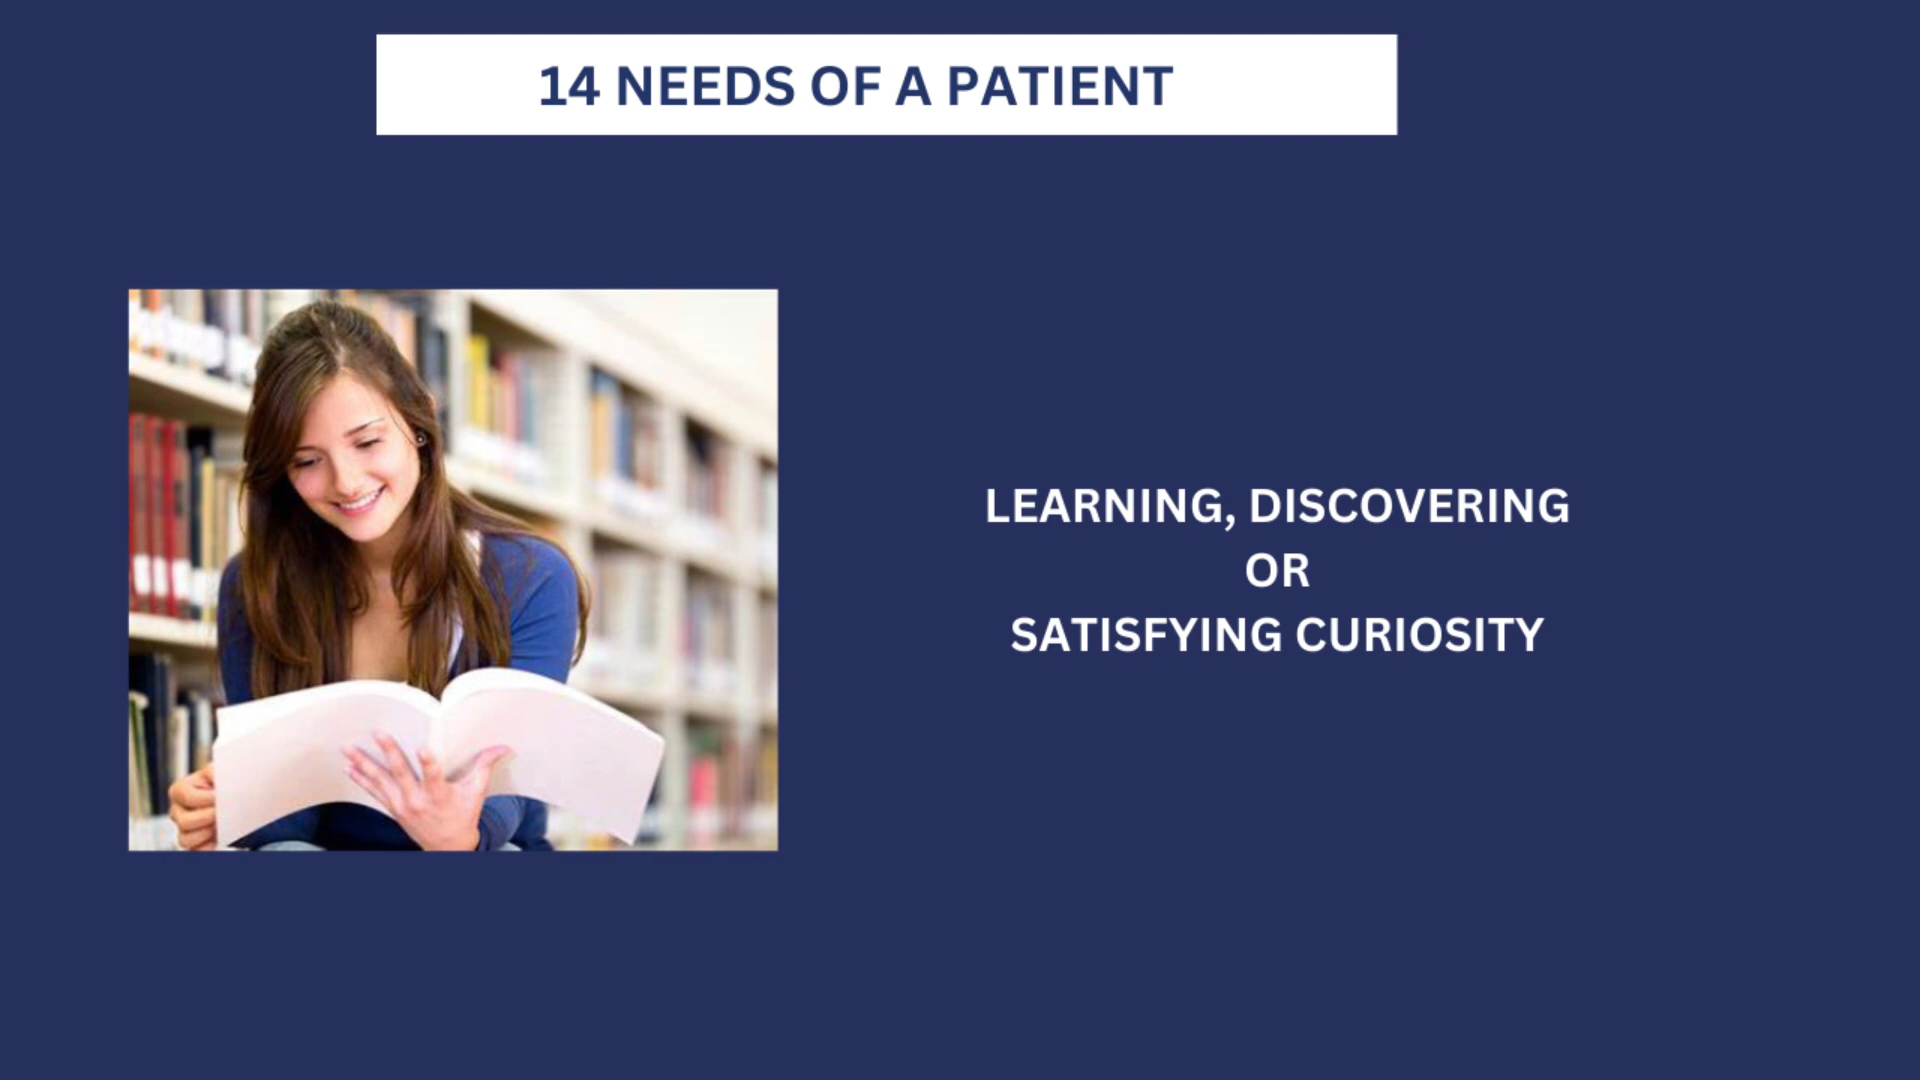 14 NEEDS OF A PATIENT
LEARNING, DISCOVERING
OR
SATISFYING CURIOSITY